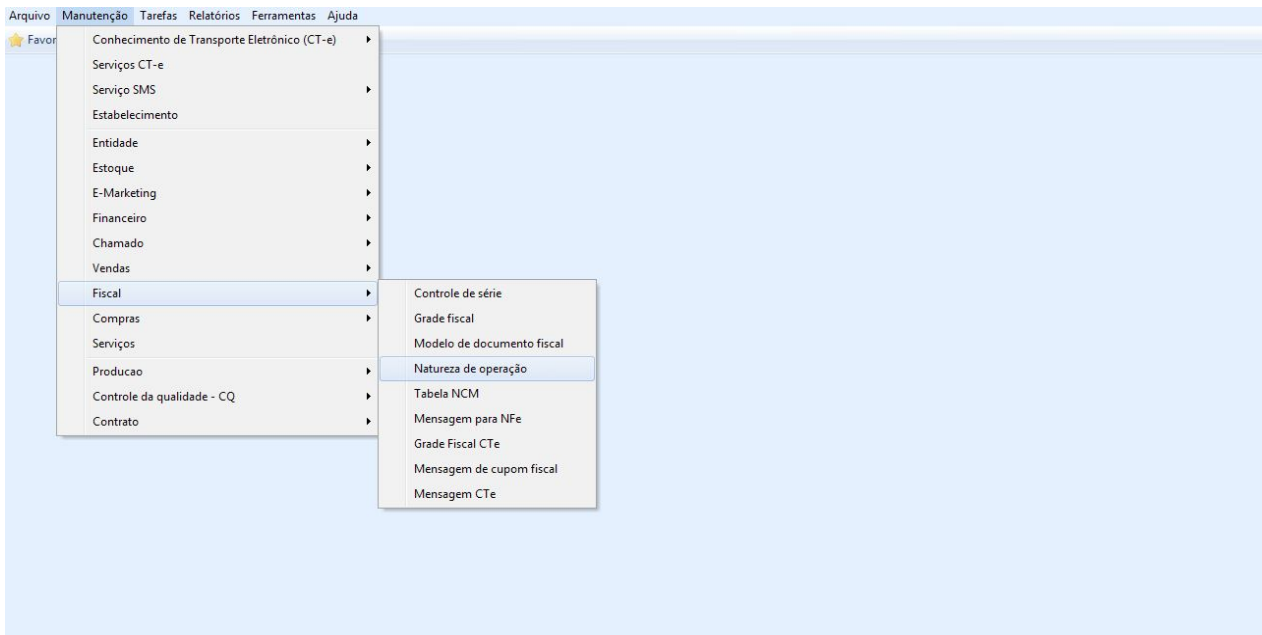 Arquivo Manutenção Tarefas Relatórios Ferramentas Ajuda
Favor
Conhecimento de Transporte Eletrônico (CT-e)
Serviços CT-e
Serviço SMS
Estabelecimento
Entidade
Estoque
E-Marketing
Financeiro
Chamado
Vendas
Fiscal
Compras
Serviços
Producao
Controle da qualidade - CQ
Contrato
Controle de série
Grade fiscal
Modelo de documento fiscal
Natureza de operação
Tabela NCM
Mensagem para NFe
Grade Fiscal CTe
Mensagem de cupom fiscal
Mensagem CTe